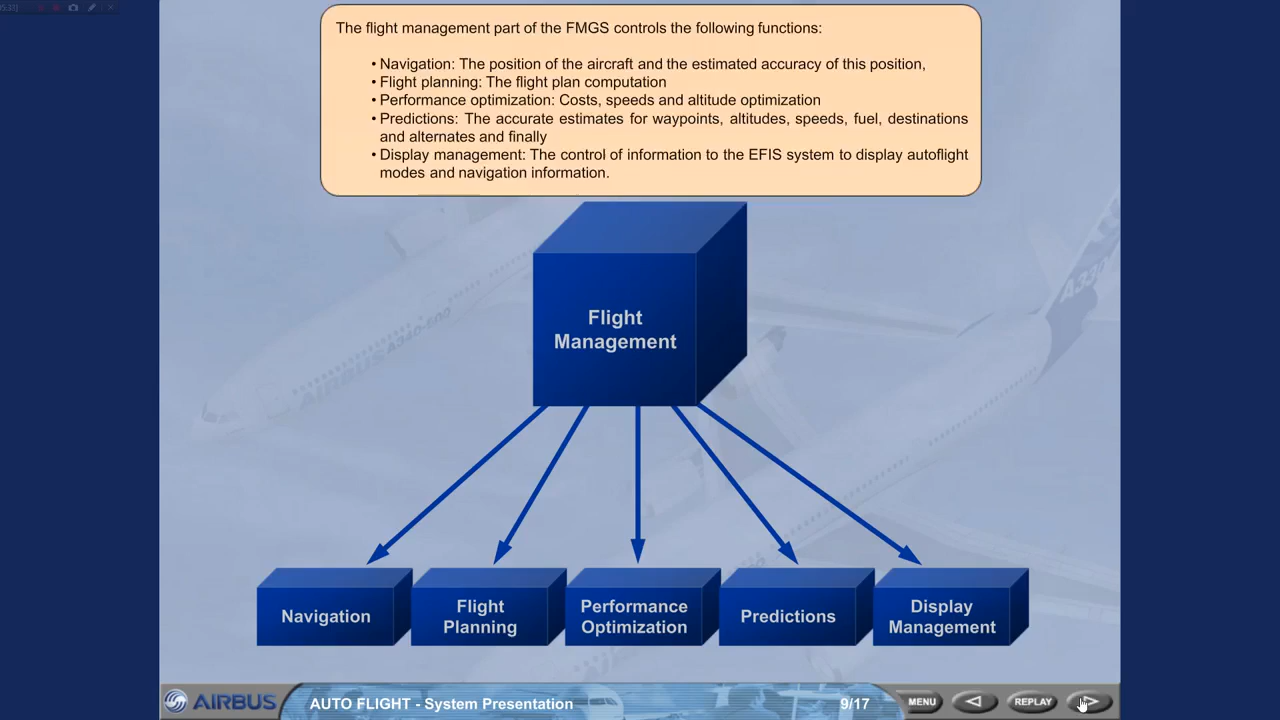 The flight management part of the FMGS controls the following functions:
• Navigation: The position of the aircraft and the estimated accuracy of this position,
• Flight planning: The flight plan computation
• Performance optimization: Costs, speeds and altitude optimization
• Predictions: The accurate estimates for waypoints, altitudes, speeds, fuel, destinations
and alternates and finally
• Display management: The control of information to the EFIS system to display autoflight
modes and navigation information.
Flight
Management
Navigation
Flight
Planning
Performance
Optimization
Predictions
Display
Management
AIRBUS A340-600
A330
AIRBUS
AUTO FLIGHT - System Presentation
9/17
MENU
REPLAY